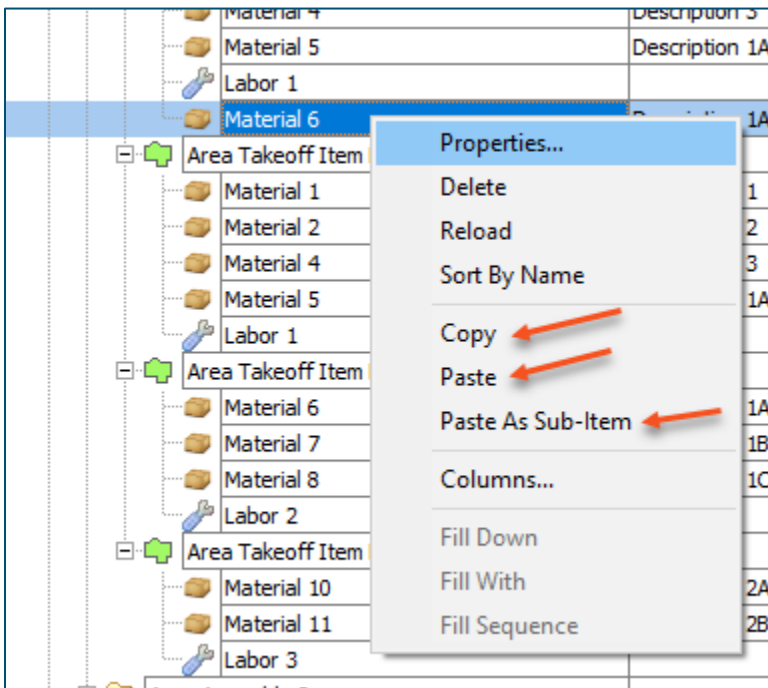 Material 4 Description 3
Material 5 Description 1A
Labor 1
Material 6 1A
Properties...
Area Takeoff Item
Material 1 1
Delete
Material 2 2
Reload
Material 4 3
Sort By Name
Material 5 1A
Labor 1
Copy
Area Takeoff Item
Paste
Material 6 1A
Paste As Sub-Item
Material 7 1B
Material 8 1C
Columns...
Labor 2
Fill Down
Area Takeoff Item
Material 10 2A
Fill With
Material 11 2B
Fill Sequence
Labor 3